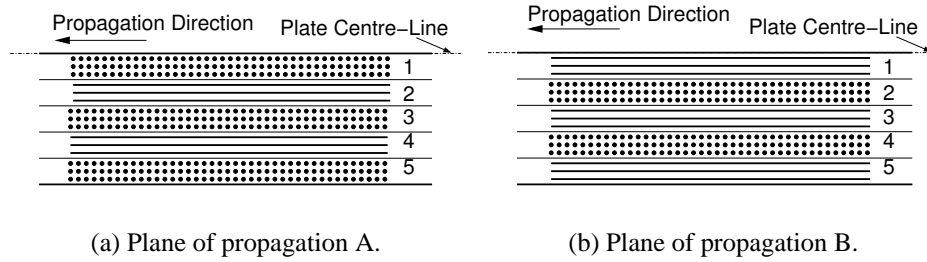 Propagation Direction
Plate Centre−Line
1
2
3
4
5
(a) Plane of propagation A.
Propagation Direction
Plate Centre−Line
1
2
3
4
5
(b) Plane of propagation B.